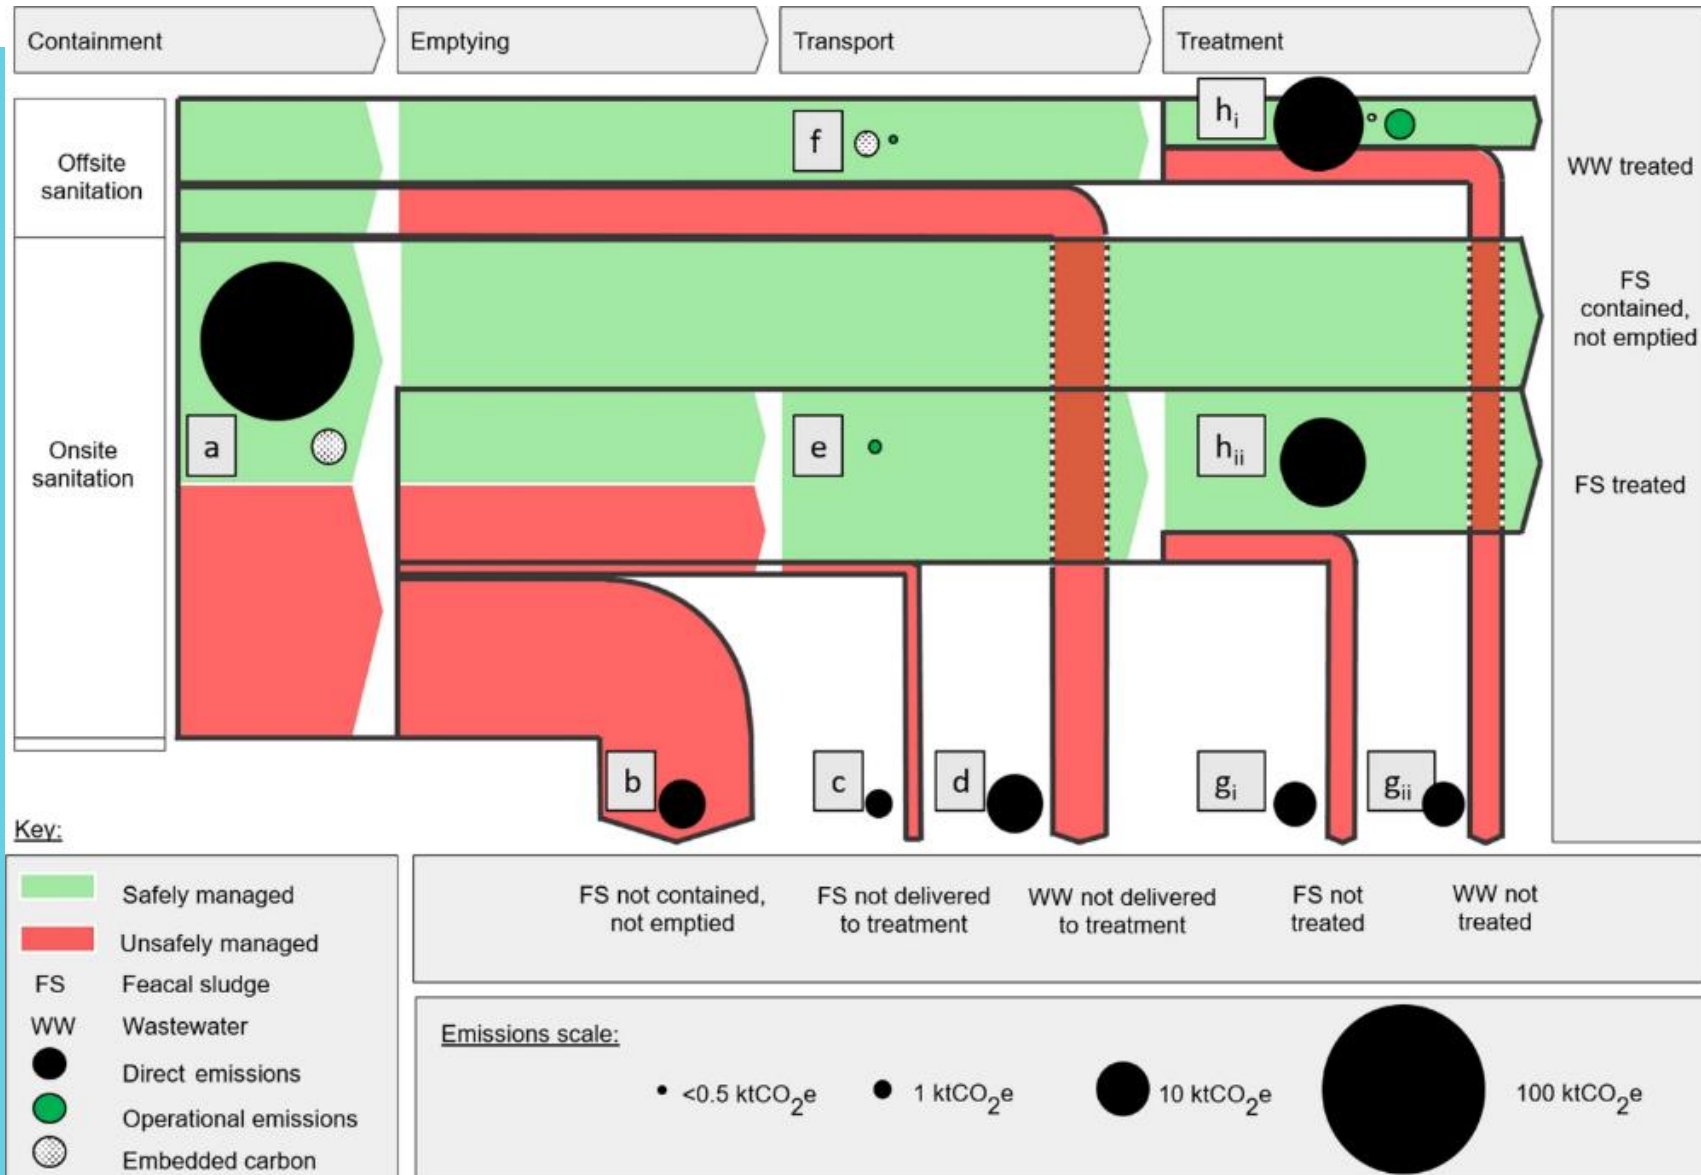 Containment
Emptying
Transport
Treatment
Offsite
sanitation
f
hi
WW treated
FS
contained,
not emptied
Onsite
sanitation
a
e
hii
FS treated
b
c
d
gi
gii
FS not contained,
not emptied
FS not delivered
to treatment
WW not delivered
to treatment
FS not
treated
WW not
treated
Key:
Safely managed
Unsafely managed
FS Feacal sludge
WW Wastewater
Direct emissions
Operational emissions
Embedded carbon
Emissions scale:
<0.5 ktCO2e
1 ktCO2e
10 ktCO2e
100 ktCO2e